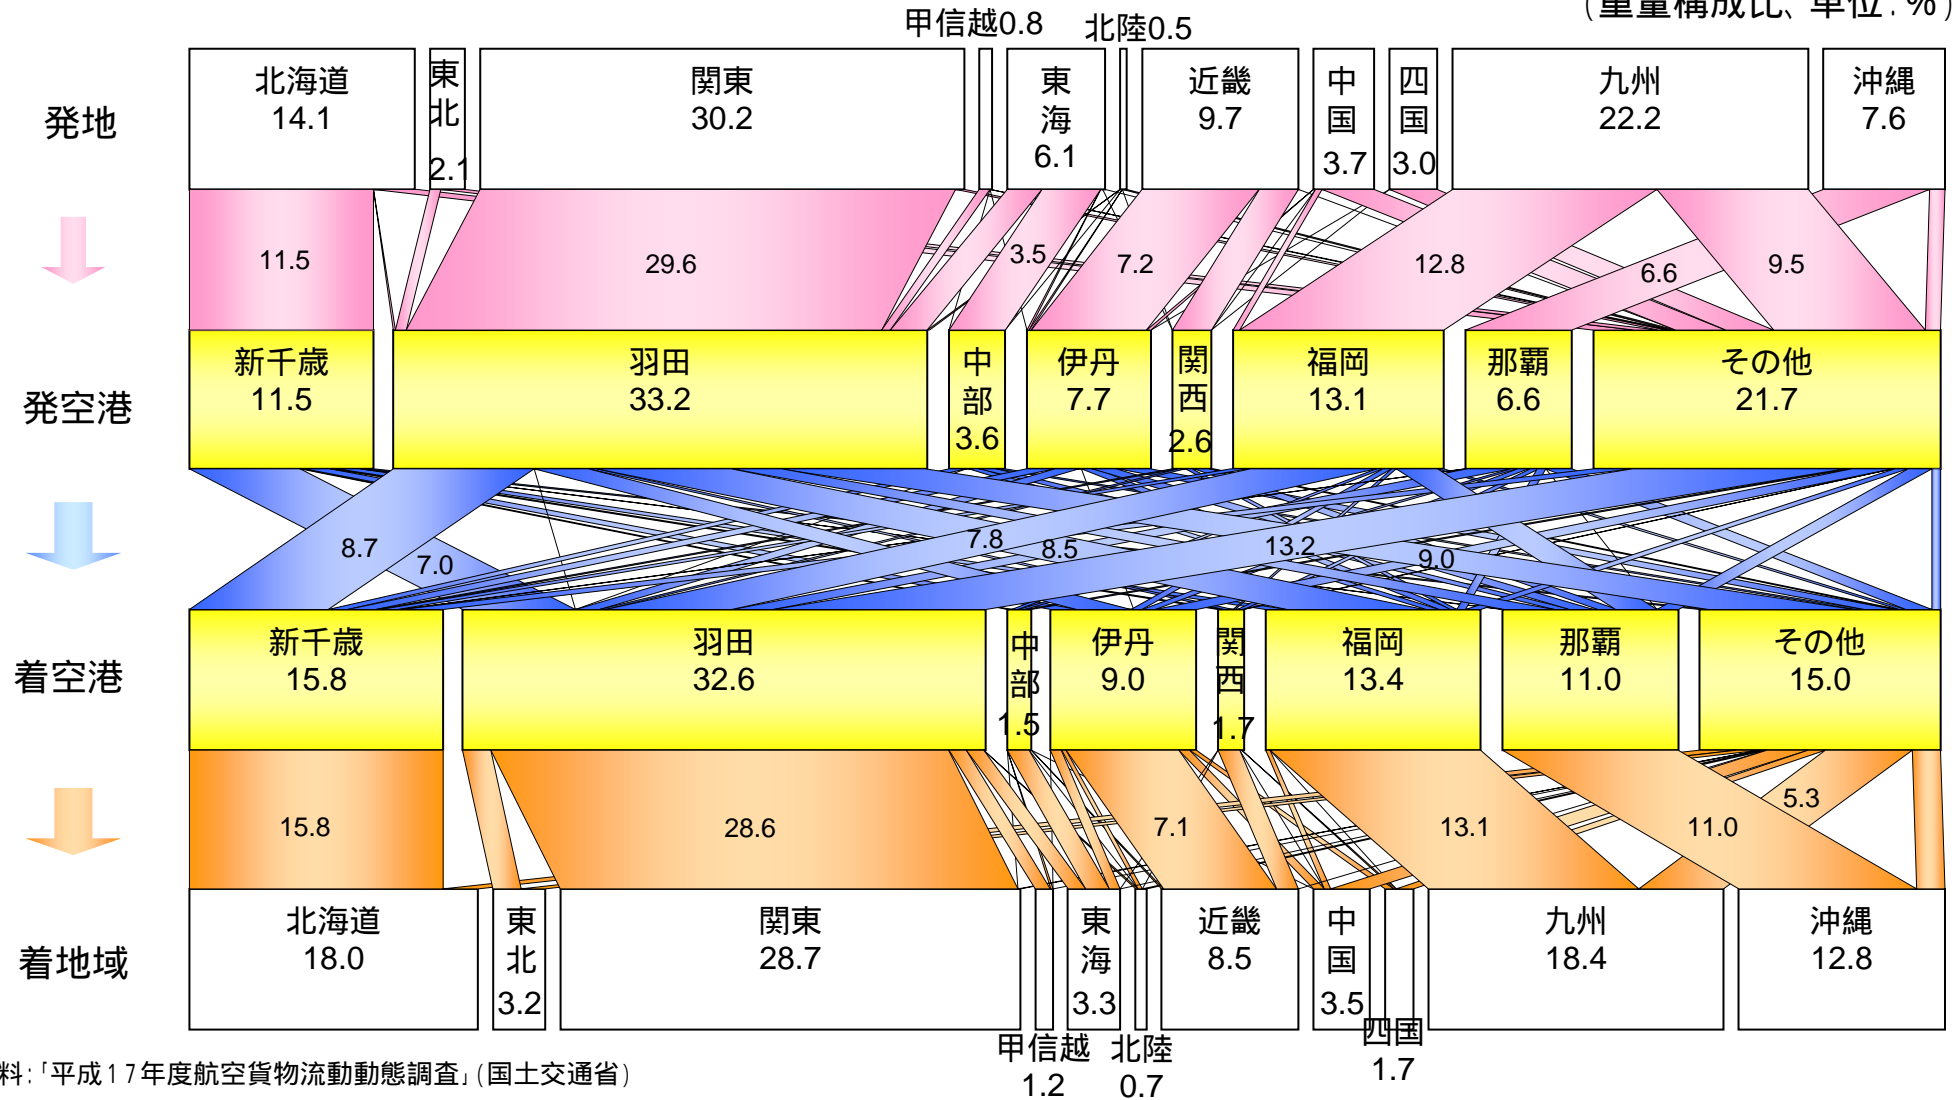 (重量構成比、単位:%)
甲信越0.8
北陸0.5
発地
北海道
14.1
東北
2.1
関東
30.2
東海
6.1
近畿
9.7
中国
3.7
四国
3.0
九州
22.2
沖縄
7.6
11.5
29.6
3.5
7.2
12.8
6.6
9.5
発空港
新千歳
11.5
羽田
33.2
中部
3.6
伊丹
7.7
関西
2.6
福岡
13.1
那覇
6.6
その他
21.7
8.7
7.0
7.8
8.5
13.2
9.0
着空港
新千歳
15.8
羽田
32.6
中部
1.5
伊丹
9.0
関西
1.7
福岡
13.4
那覇
11.0
その他
15.0
15.8
28.6
7.1
13.1
11.0
5.3
着地域
北海道
18.0
東北
3.2
関東
28.7
甲信越
1.2
東海
3.3
北陸
0.7
近畿
8.5
中国
3.5
四国
1.7
九州
18.4
沖縄
12.8
料:「平成17年度航空貨物流動動態調査」(国土交通省)